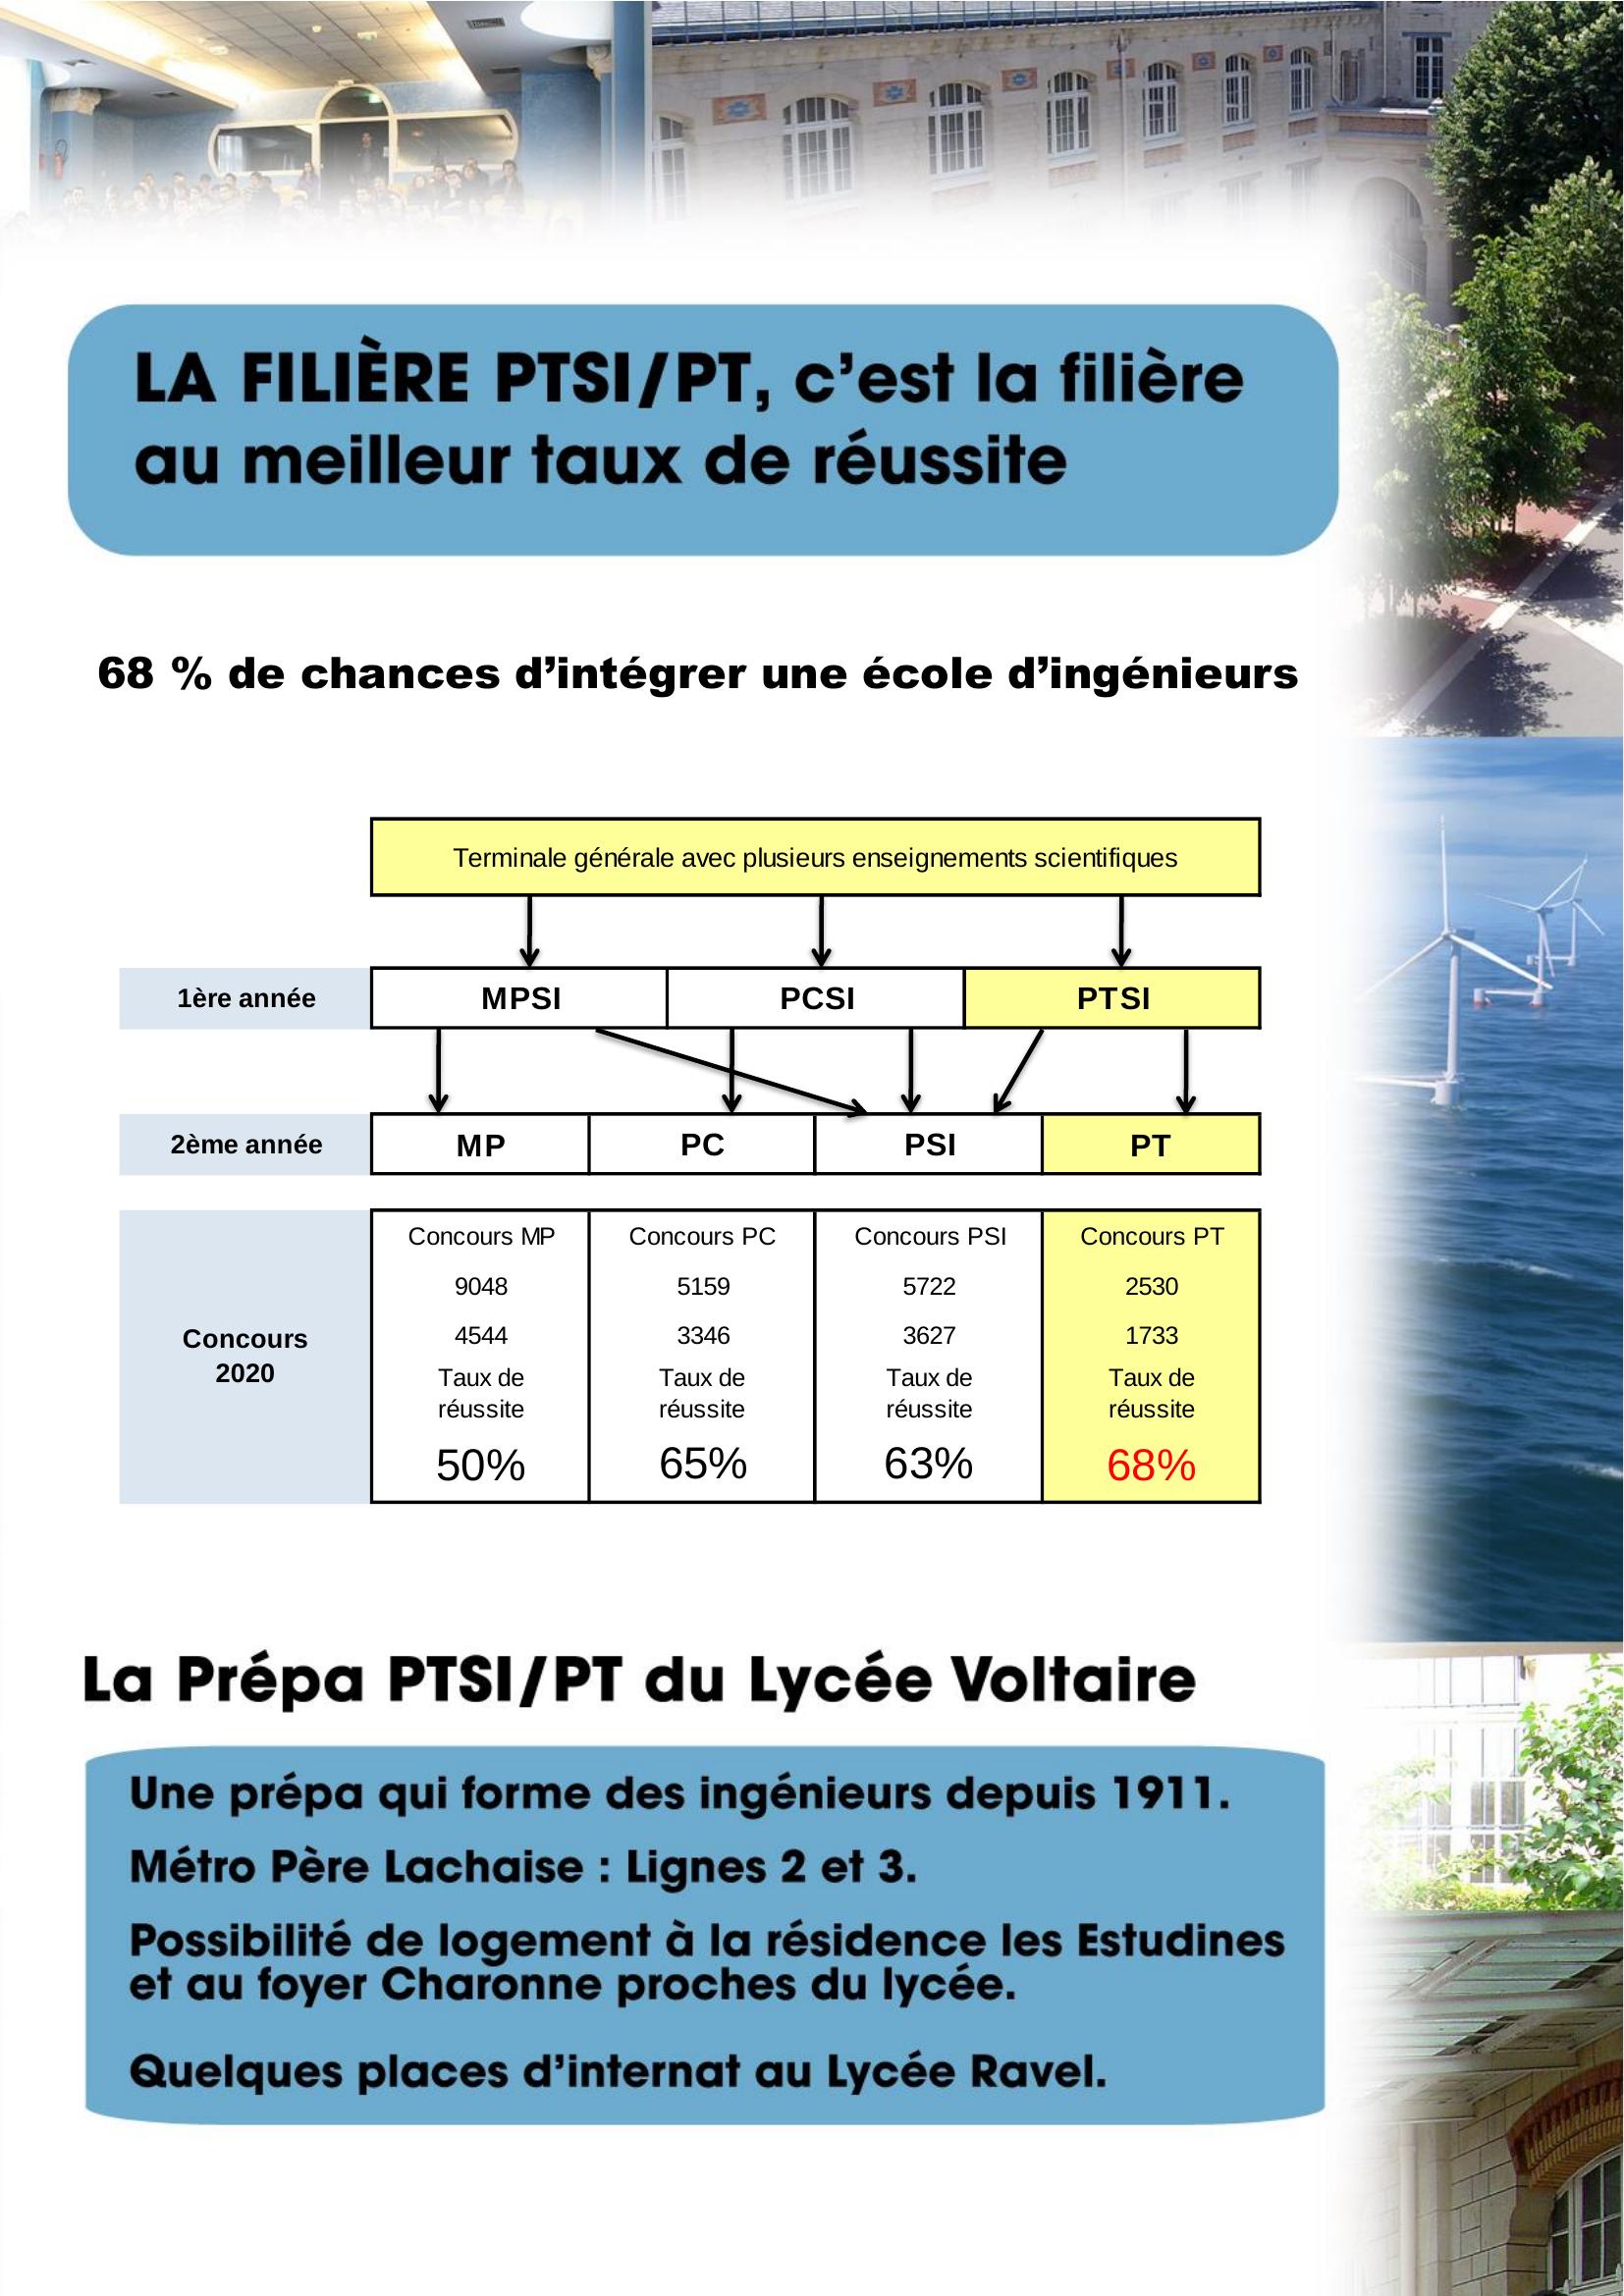 LA FILIÈRE PTSI/PT, c’est la filière
au meilleur taux de réussite
68 % de chances d’intégrer une école d’ingénieurs
Terminale générale avec plusieurs enseignements scientifiques
1ère année MPSI PCSI PTSI
2ème année MP PC PSI PT
Concours MP Concours PC Concours PSI Concours PT
9048 5159 5722 2530
Concours 4544 3346 3627 1733
2020 Taux de Taux de Taux de Taux de
réussite réussite réussite réussite
50% 65% 63% 68%
La Prépa PTSI/PT du Lycée Voltaire
Une prépa qui forme des ingénieurs depuis 1911.
Métro Père Lachaise : Lignes 2 et 3.
Possibilité de logement à la résidence les Estudines
et au foyer Charonne proches du lycée.
Quelques places d’internat au Lycée Ravel.